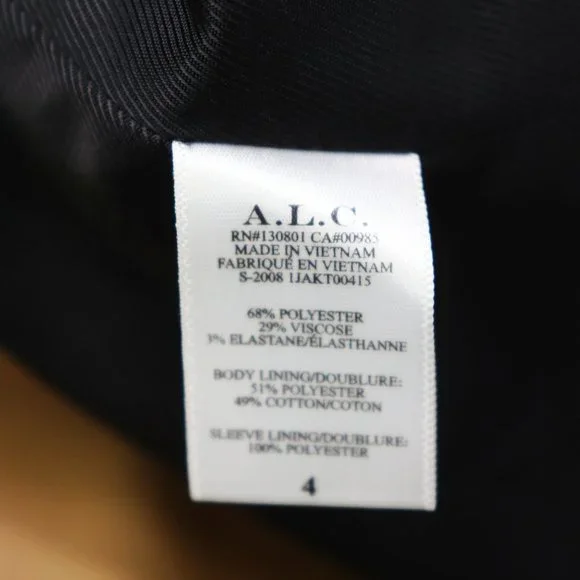 A.L.C.
RN#130801 CA#00985
MADE IN VIETNAM
FABRIQUÉ EN VIETNAM
S-2008 1JAKT00415
68% POLYESTER
29% VISCOSE
3% ELASTANE/ÉLASTHANNE
BODY LINING/DOUBLURE:
51% POLYESTER
49% COTTON/COTON
SLEEVE LINING/DOUBLURE:
100% POLYESTER
4